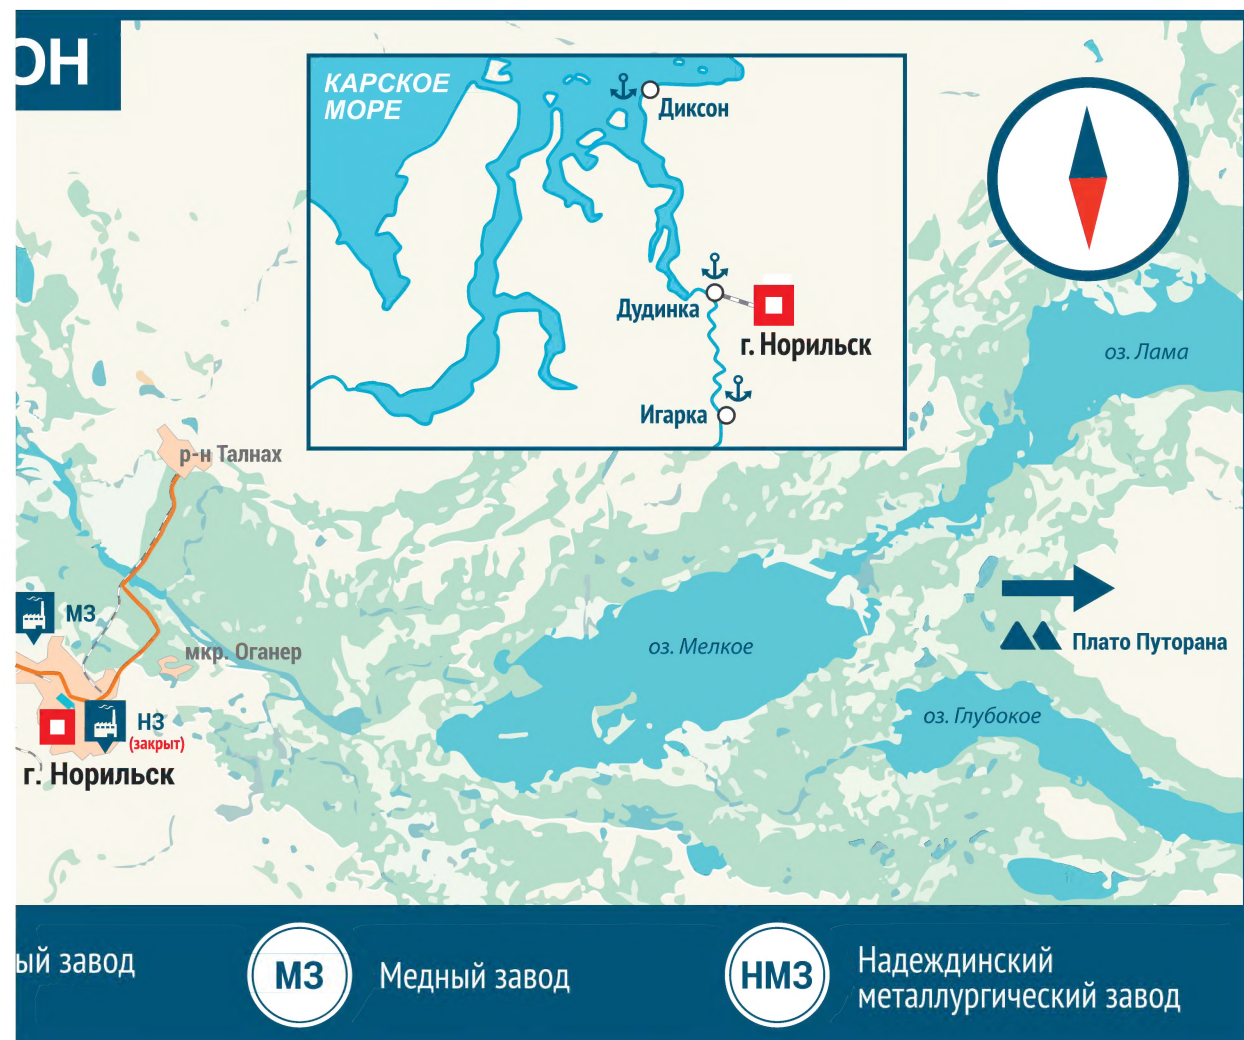 ОН
КАРСКОЕ
МОРЕ
Диксон
Дудинка
г. Норильск
Игарка
оз. Лама
р-н Талнах
МЗ
мкр. Оганер
оз. Мелкое
Плато Путорана
оз. Глубокое
НЗ
(закрыт)
г. Норильск
ый завод
МЗ
Медный завод
НМЗ
Надеждинский
металлургический завод